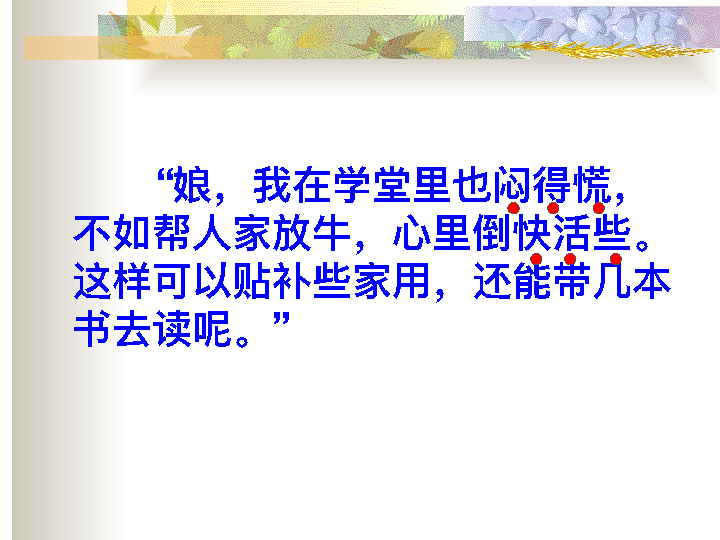 “娘，我在学堂里也闷得慌，
不如帮人家放牛，心里倒快活些。
这样可以贴补些家用，还能带几本
书去读呢。”